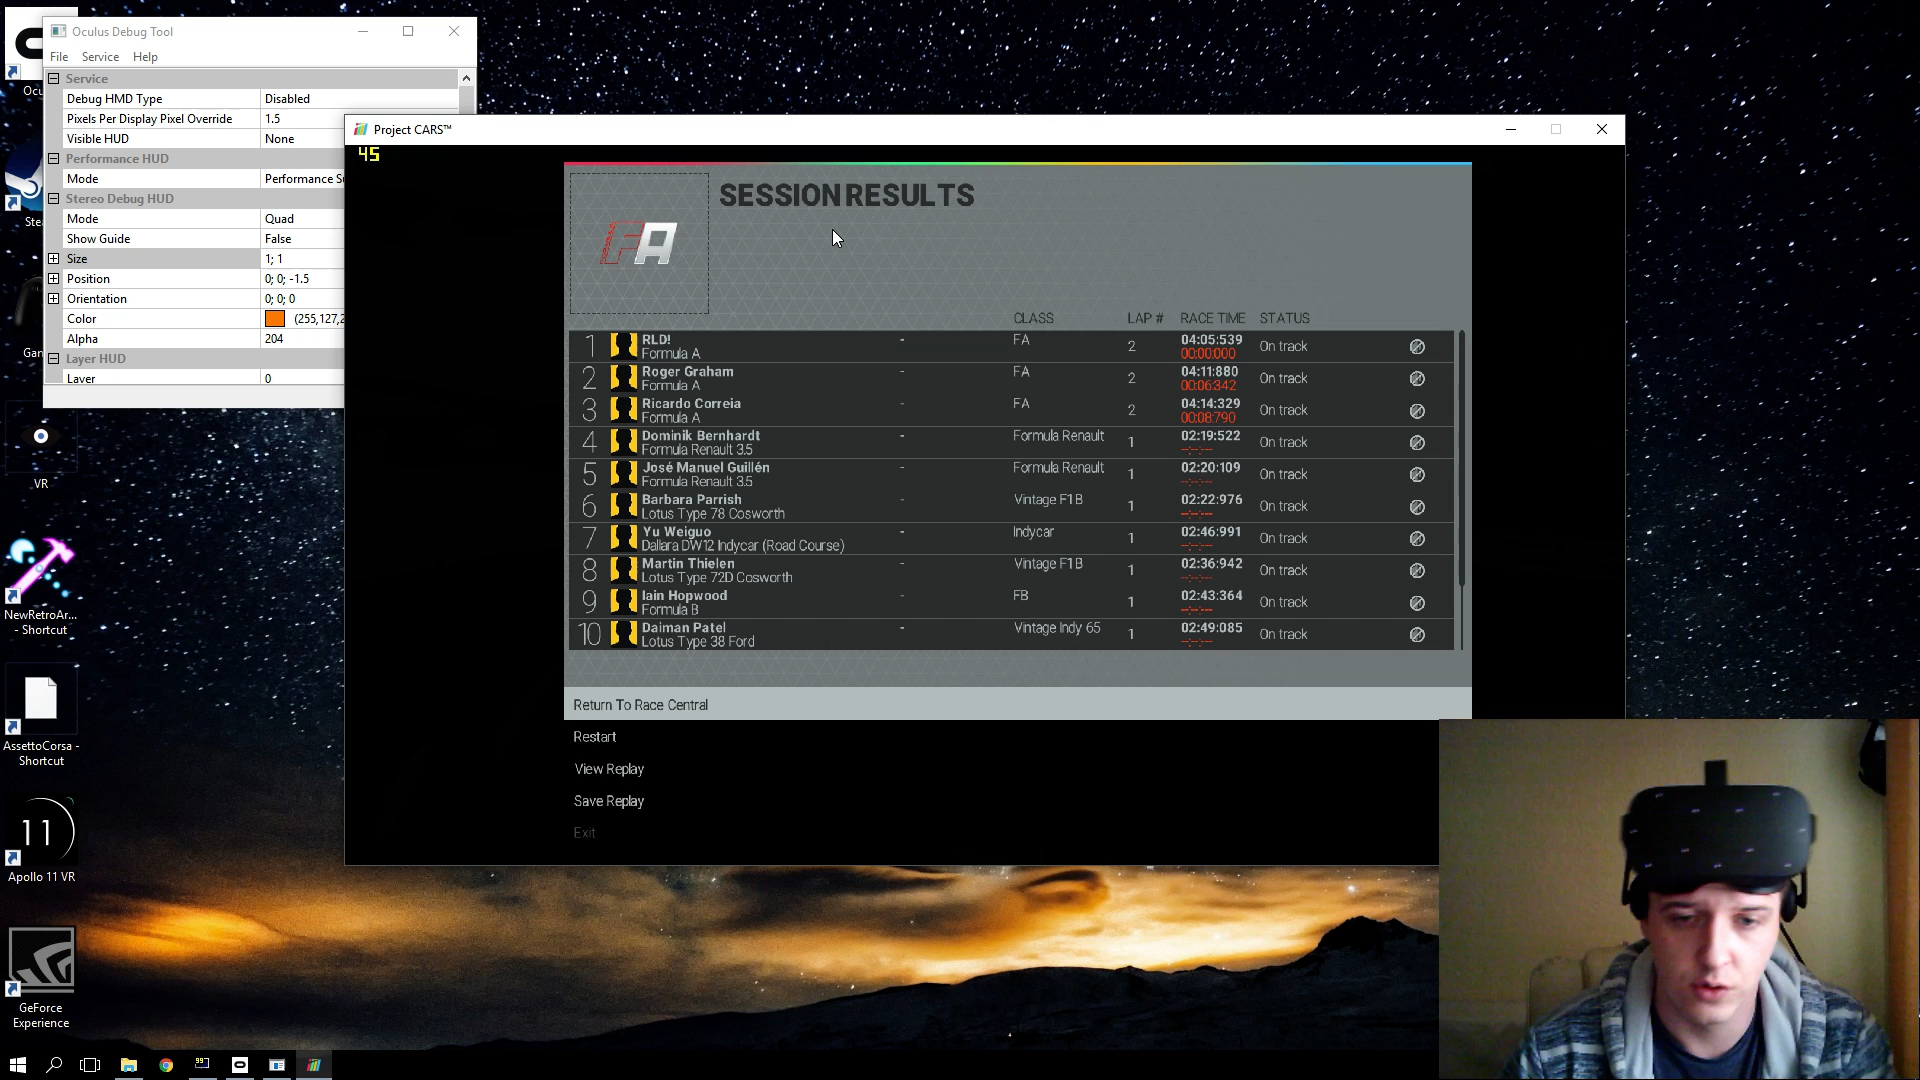 Oculus Debug Tool
File Service Help
Service
Debug HMD Type Disabled
Pixels Per Display Pixel Override 1.5
Visible HUD None
Performance HUD
Mode
Stereo Debug HUD
Mode Quad
Show Guide False
Size 1; 1
Position 0; 0; -1.5
Orientation 0; 0; 0
Color
Alpha 204
Layer HUD
Layer 0
Project CARS™
45
FA
SESSION RESULTS
CLASS LAP # RACE TIME STATUS
1 RLD! - FA 2 04:05:539 On track
Formula A 00:00:000
2 Roger Graham - FA 2 04:11:880 On track
Formula A 00:06:342
3 Ricardo Correia - FA 2 04:14:329 On track
Formula A 00:08:790
4 Dominik Bernhardt - Formula Renault 1 02:19:522 On track
Formula Renault 3.5 --:--:---
5 José Manuel Guillén - Formula Renault 1 02:20:109 On track
Formula Renault 3.5 --:--:---
6 Barbara Parrish - Vintage F1B 1 02:22:976 On track
Lotus Type 78 Cosworth --:--:---
7 Yu Weiguo - Indycar 1 02:46:991 On track
Dallara DW12 Indycar (Road Course) --:--:---
8 Martin Thielen - Vintage F1B 1 02:36:942 On track
Lotus Type 72D Cosworth --:--:---
9 Iain Hopwood - FB 1 02:43:364 On track
Formula B --:--:---
10 Daiman Patel - Vintage Indy 65 1 02:49:085 On track
Lotus Type 38 Ford --:--:---
Return To Race Central
Restart
View Replay
Save Replay
Exit
VR
NewRetroAr...
- Shortcut
AssettoCorsa -
Shortcut
11
Apollo 11 VR
GeForce
Experience
99